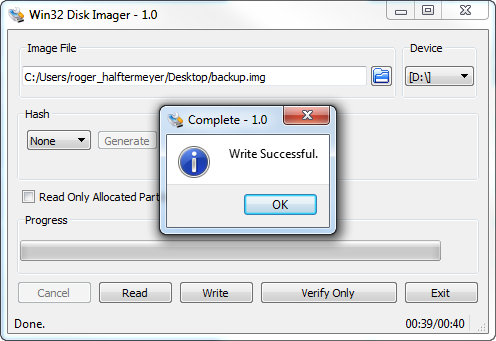 Win32 Disk Imager - 1.0
Image File
Device
C:/Users/roger_halftermeyer/Desktop/backup.img
[D:\]
Hash
None
Generate
Complete - 1.0
Write Successful.
OK
Read Only Allocated Part
Progress
Cancel
Read
Write
Verify Only
Exit
Done.
00:39/00:40